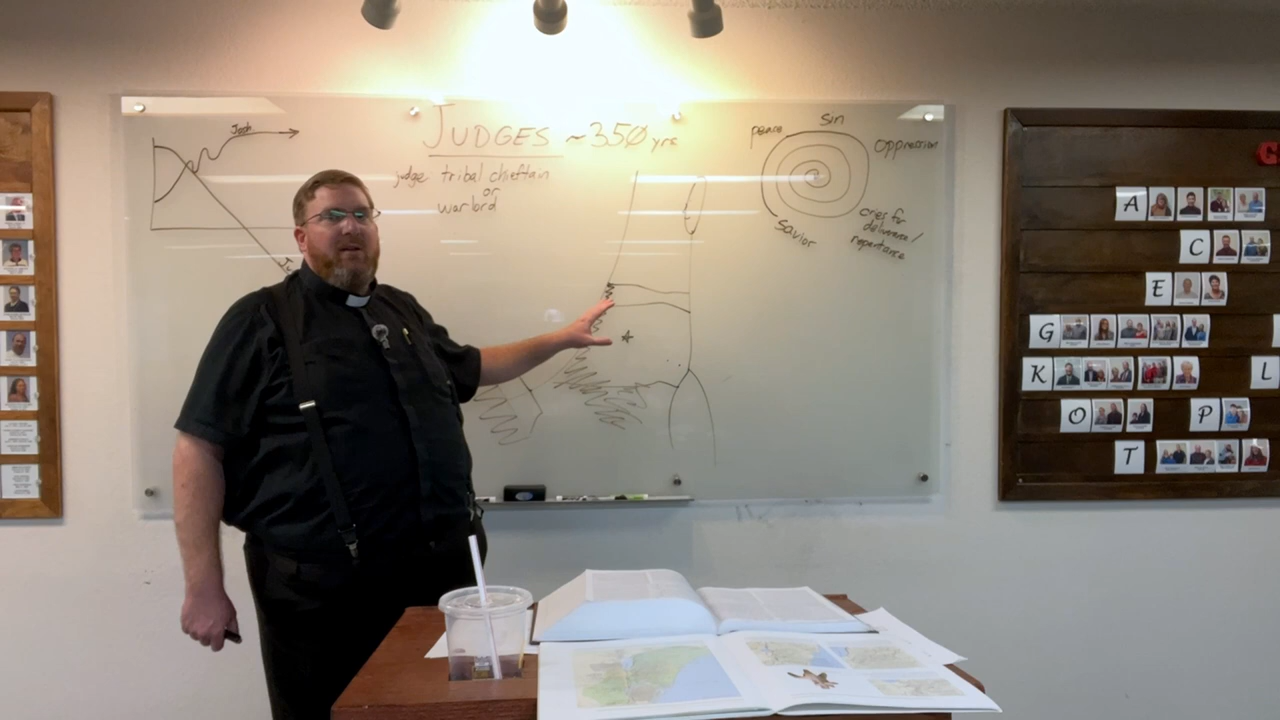 Josh
JUDGES ~350 yrs
judge tribal chieftain
or
warlord
sin
peace
oppression
cries for
deliverance/
repentance
Savior
A
C
E
G
K
L
O
P
T